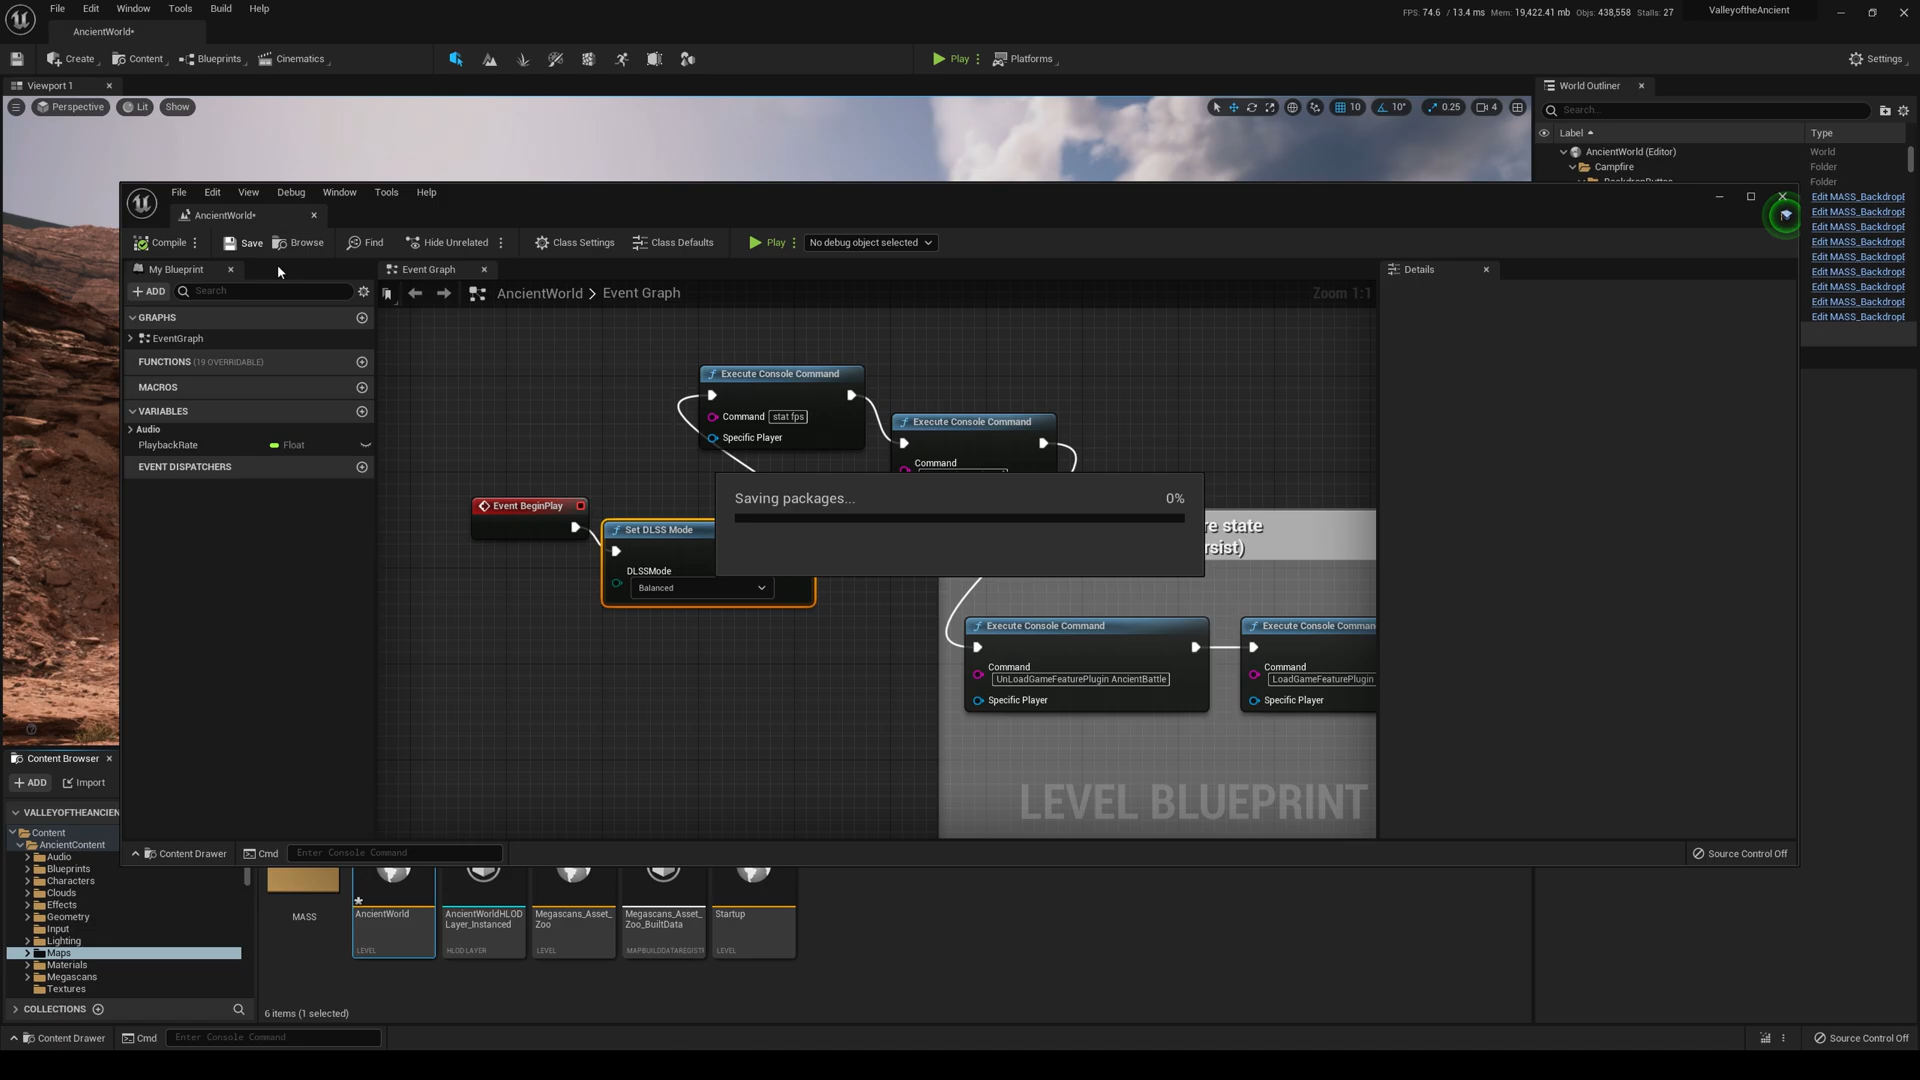 File Edit Window Tools Build Help
FPS: 74.6 / 13.4 ms Mem: 19,422.41 mb Objs: 438,558 Stalls: 27 ValleyoftheAncient
AncientWorld*
Create Content Blueprints Cinematics Play Platforms Settings
Viewport 1
World Outliner
Perspective Lit Show 10 10° 0.25 4
Search...
Label Type
AncientWorld (Editor) World
Campfire Folder
Folder
File Edit View Debug Window Tools Help
Edit MASS_Backdrop
Edit MASS_Backdrop
Edit MASS_Backdrop
Edit MASS_Backdrop
Edit MASS_Backdrop
Edit MASS_Backdrop
Edit MASS_Backdrop
Edit MASS_Backdrop
Edit MASS_Backdrop
AncientWorld*
Compile Save Browse Find Hide Unrelated Class Settings Class Defaults Play No debug object selected
My Blueprint Event Graph Details
ADD Search
AncientWorld > Event Graph Zoom 1:1
GRAPHS
EventGraph
FUNCTIONS (19 OVERRIDABLE)
MACROS
VARIABLES
Audio
PlaybackRate Float
EVENT DISPATCHERS
Execute Console Command
Command stat fps
Specific Player
Execute Console Command
Command
Saving packages... 0%
Event BeginPlay
Set DLSS Mode
DLSSMode
Balanced
re state
rsist)
Execute Console Command
Command
UnLoadGameFeaturePlugin AncientBattle
Specific Player
Execute Console Comman
Command
LoadGameFeaturePlugin
Specific Player
LEVEL BLUEPRINT
Content Drawer Cmd Enter Console Command Source Control Off
Content Browser
ADD Import
VALLEYOFTHEANCIEN
Content
AncientContent
Audio
Blueprints
Characters
Clouds
Effects
Geometry
Input
Lighting
Maps
Materials
Megascans
Textures
COLLECTIONS
MASS
AncientWorld
LEVEL
AncientWorldHLOD
Layer_Instanced
HLOD LAYER
Megascans_Asset_
Zoo
LEVEL
Megascans_Asset_
Zoo_BuiltData
MAPBUILDDATAREGISTR
Startup
LEVEL
6 items (1 selected)
Content Drawer Cmd Enter Console Command Source Control Off